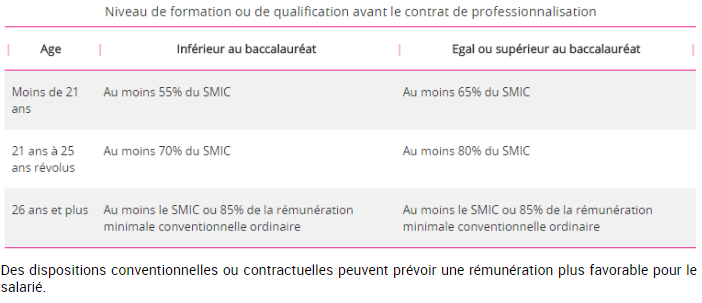 Niveau de formation ou de qualification avant le contrat de professionnalisation
| Age | Inférieur au baccalauréat | Egal ou supérieur au baccalauréat |
Moins de 21 Au moins 55% du SMIC Au moins 65% du SMIC
ans
21 ans à 25 Au moins 70% du SMIC Au moins 80% du SMIC
ans révolus
26 ans et plus Au moins le SMIC ou 85% de la rémunération Au moins le SMIC ou 85% de la rémunération
minimale conventionnelle ordinaire minimale conventionnelle ordinaire
Des dispositions conventionnelles ou contractuelles peuvent prévoir une rémunération plus favorable pour le
salarié.